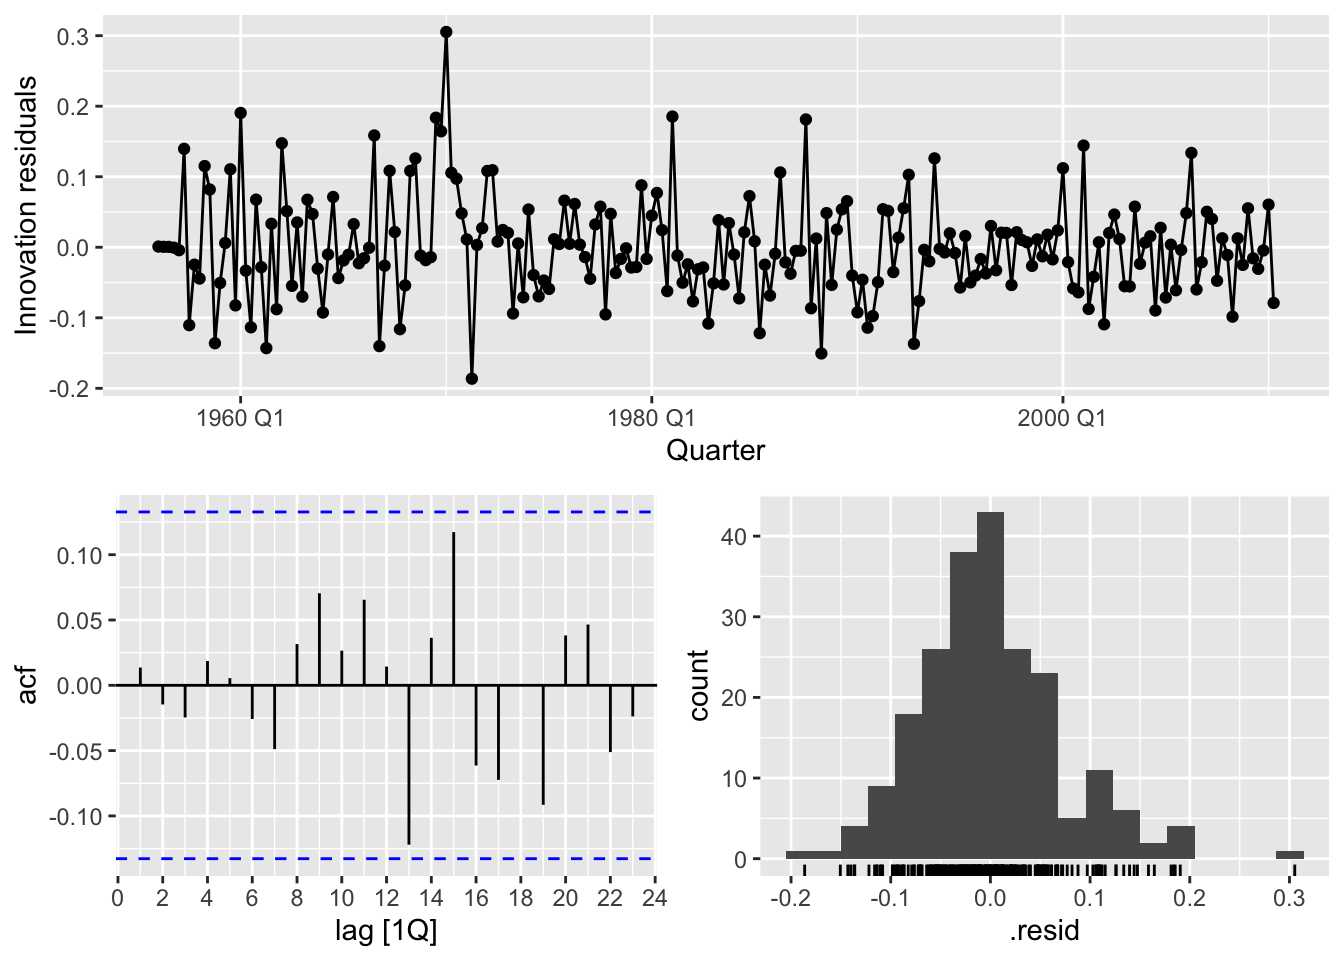 Innovation residuals
0.3
0.2
0.1
0.0
-0.1
-0.2
1960 Q1 1980 Q1 2000 Q1
Quarter
acf
0.10
0.05
0.00
-0.05
-0.10
0 2 4 6 8 10 12 14 16 18 20 22 24
lag [1Q]
count
40
30
20
10
0
-0.2 -0.1 0.0 0.1 0.2 0.3
.resid